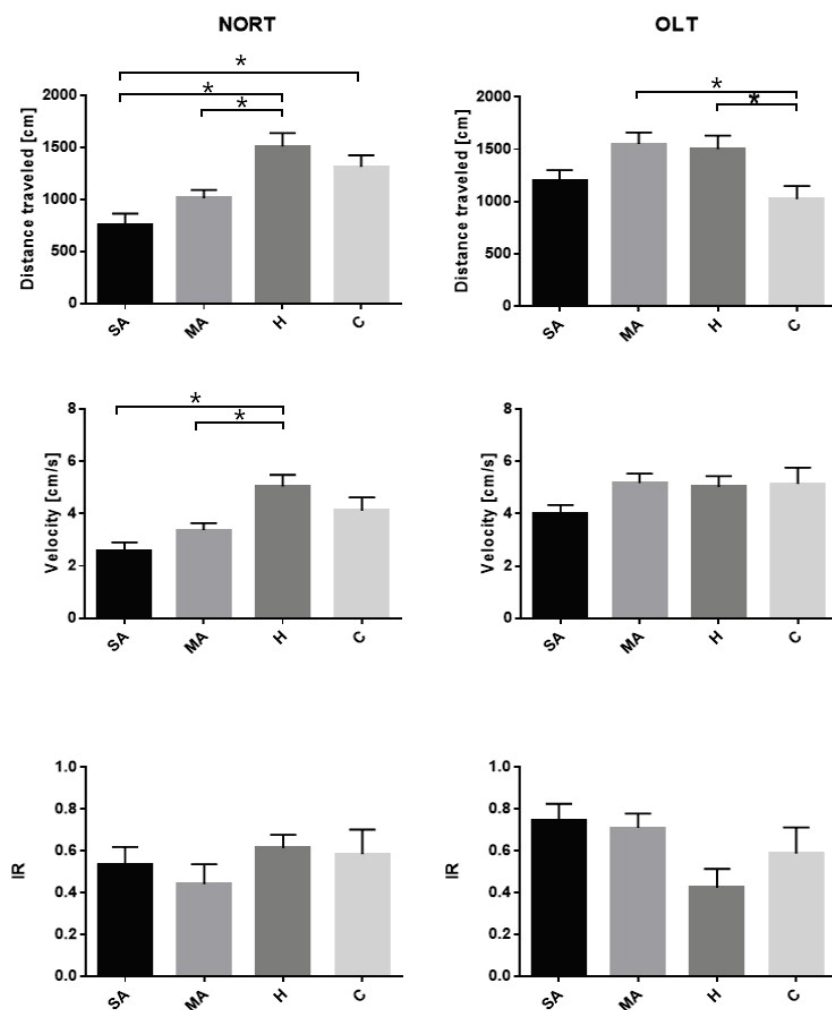 NORT
OLT
*
*
*
Distance traveled [cm]
2000
1500
1000
500
0
SA
MA
H
C
*
*
Distance traveled [cm]
2000
1500
1000
500
0
SA
MA
H
C
*
*
Velocity [cm/s]
8
6
4
2
0
SA
MA
H
C
Velocity [cm/s]
8
6
4
2
0
SA
MA
H
C
IR
1.0
0.8
0.6
0.4
0.2
0.0
SA
MA
H
C
IR
1.0
0.8
0.6
0.4
0.2
0.0
SA
MA
H
C